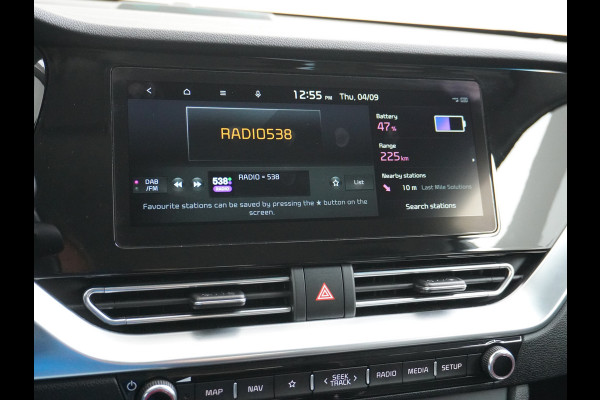 12:55 PM Thu, 04/09
RADIO538
Battery
47%
Range
225km
Nearby stations
10 m Last Mile Solutions
Search stations
DAB
/FM
538
RADIO
RADIO - 538
List
Favourite stations can be saved by pressing the ★ button on the
screen.
MAP
NAV
☆
< SEEK >
TRACK
RADIO
MEDIA
SETUP